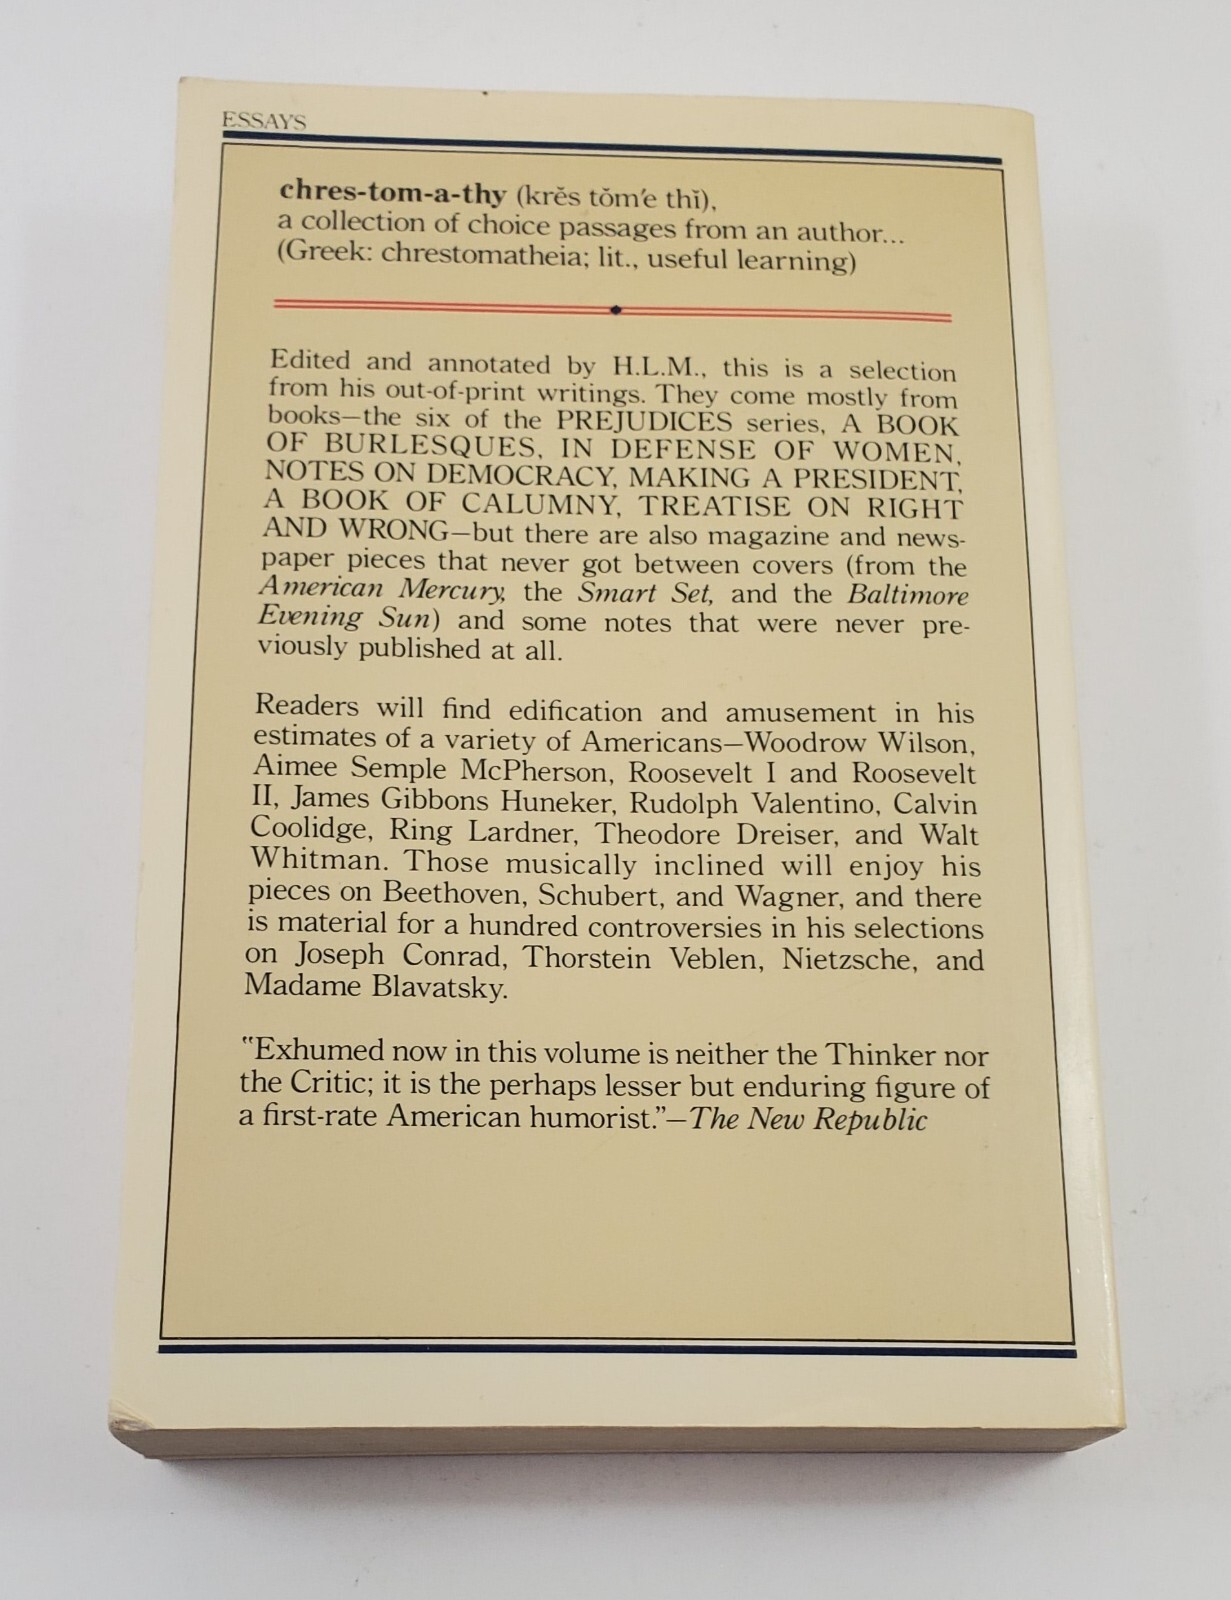 ESSAYS
chres-tom-a-thy (krĕs tŏm′e thĭ),
a collection of choice passages from an author...
(Greek: chrestomatheia; lit., useful learning)
Edited and annotated by H.L.M., this is a selection
from his out-of-print writings. They come mostly from
books—the six of the PREJUDICES series, A BOOK
OF BURLESQUES, IN DEFENSE OF WOMEN,
NOTES ON DEMOCRACY, MAKING A PRESIDENT,
A BOOK OF CALUMNY, TREATISE ON RIGHT
AND WRONG—but there are also magazine and news-
paper pieces that never got between covers (from the
American Mercury, the Smart Set, and the Baltimore
Evening Sun) and some notes that were never pre-
viously published at all.
Readers will find edification and amusement in his
estimates of a variety of Americans—Woodrow Wilson,
Aimee Semple McPherson, Roosevelt I and Roosevelt
II, James Gibbons Huneker, Rudolph Valentino, Calvin
Coolidge, Ring Lardner, Theodore Dreiser, and Walt
Whitman. Those musically inclined will enjoy his
pieces on Beethoven, Schubert, and Wagner, and there
is material for a hundred controversies in his selections
on Joseph Conrad, Thorstein Veblen, Nietzsche, and
Madame Blavatsky.
"Exhumed now in this volume is neither the Thinker nor
the Critic; it is the perhaps lesser but enduring figure of
a first-rate American humorist."—The New Republic